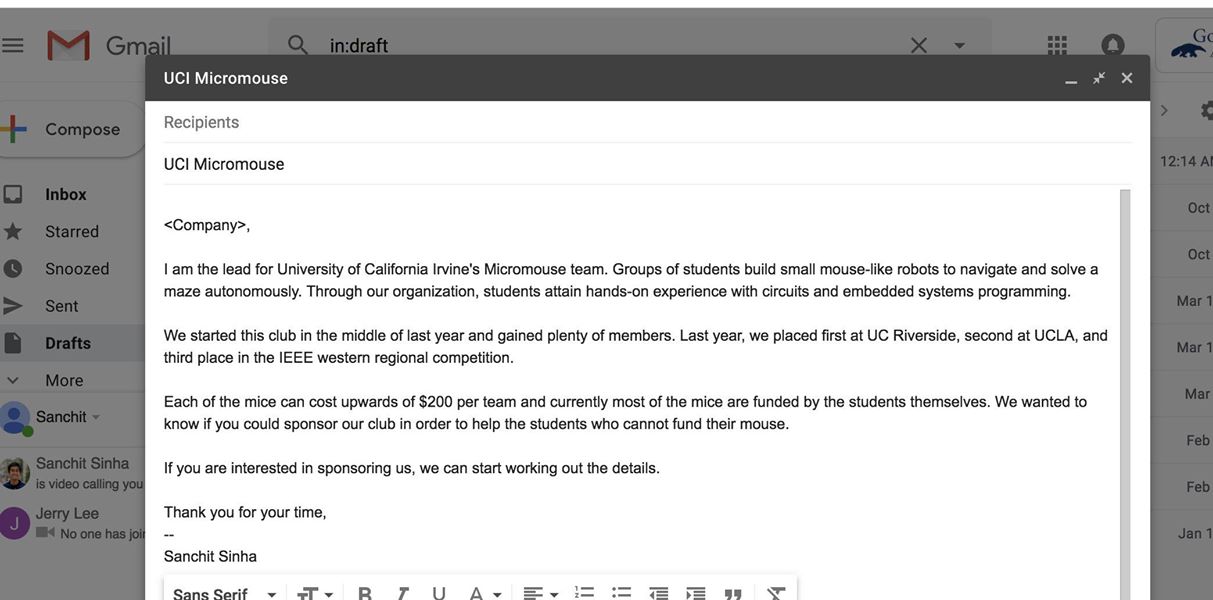 Gmail
in:draft
Go
UCI Micromouse
Recipients
UCI Micromouse
Compose
Inbox
Starred
Snoozed
Sent
Drafts
More
Sanchit
Sanchit Sinha
is video calling you
Jerry Lee
No one has joi
<Company>,
I am the lead for University of California Irvine's Micromouse team. Groups of students build small mouse-like robots to navigate and solve a
maze autonomously. Through our organization, students attain hands-on experience with circuits and embedded systems programming.
We started this club in the middle of last year and gained plenty of members. Last year, we placed first at UC Riverside, second at UCLA, and
third place in the IEEE western regional competition.
Each of the mice can cost upwards of $200 per team and currently most of the mice are funded by the students themselves. We wanted to
know if you could sponsor our club in order to help the students who cannot fund their mouse.
If you are interested in sponsoring us, we can start working out the details.
Thank you for your time,
--
Sanchit Sinha
Sans Serif
12:14 AM
Oct
Oct
Mar 1
Mar 1
Mar
Feb
Feb
Jan 1